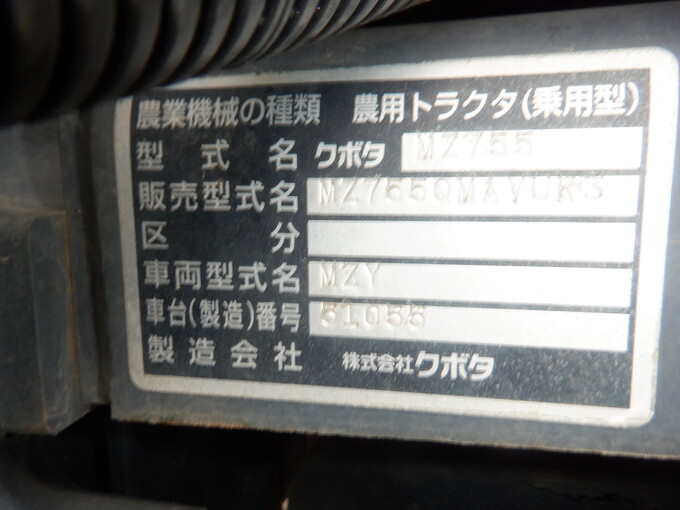 農業機械の種類 農用トラクタ(乗用型)
型式名 クボタ MZ755
販売型式名 MZ755QMAVUK3
区分
車両型式名 MZY
車台(製造)番号 51055
製造会社 株式会社クボタ